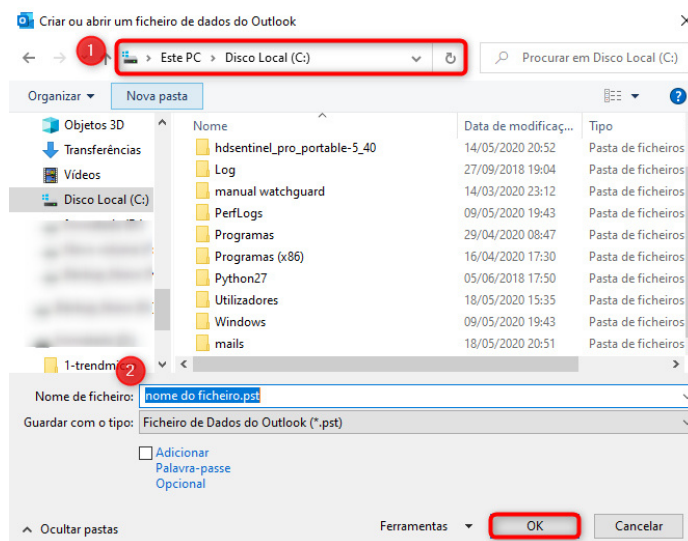 Criar ou abrir um ficheiro de dados do Outlook
1
Este PC > Disco Local (C:)
Procurar em Disco Local (C:)
Organizar
Nova pasta
?
Objetos 3D
Transferências
Vídeos
Disco Local (C:)
1-trendmi
Nome Data de modificaç... Tipo
hdsentinel_pro_portable-5_40 14/05/2020 20:52 Pasta de ficheiros
Log 27/09/2018 19:04 Pasta de ficheiros
manual watchguard 14/03/2020 23:12 Pasta de ficheiros
PerfLogs 09/05/2020 19:43 Pasta de ficheiros
Programas 29/04/2020 08:47 Pasta de ficheiros
Programas (x86) 16/04/2020 17:30 Pasta de ficheiros
Python27 05/06/2018 17:50 Pasta de ficheiros
Utilizadores 18/05/2020 15:35 Pasta de ficheiros
Windows 09/05/2020 19:43 Pasta de ficheiros
mails 18/05/2020 20:51 Pasta de ficheiros
2
Nome de ficheiro: nome do ficheiro.pst
Guardar com o tipo: Ficheiro de Dados do Outlook (*.pst)
Adicionar
Palavra-passe
Opcional
Ocultar pastas
Ferramentas
OK
Cancelar